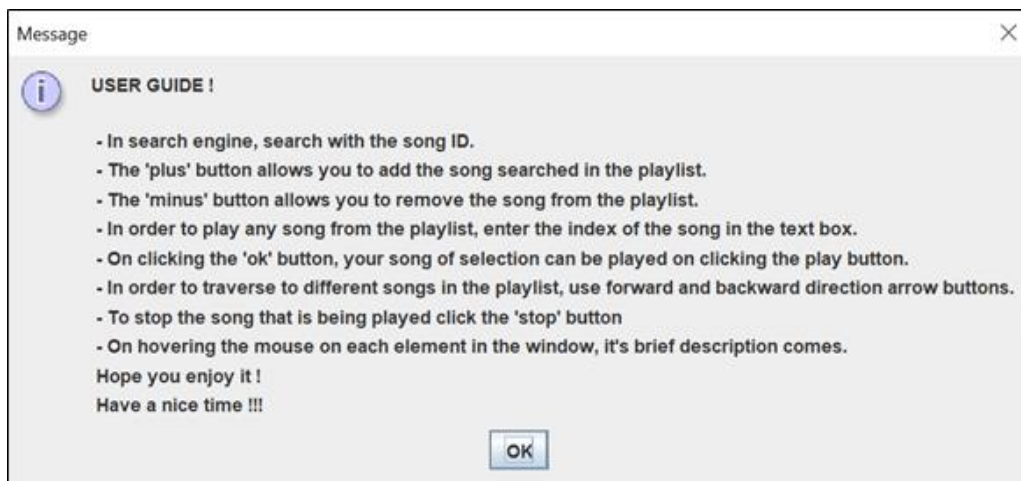 Message
USER GUIDE !
- In search engine, search with the song ID.
- The 'plus' button allows you to add the song searched in the playlist.
- The 'minus' button allows you to remove the song from the playlist.
- In order to play any song from the playlist, enter the index of the song in the text box.
- On clicking the 'ok' button, your song of selection can be played on clicking the play button.
- In order to traverse to different songs in the playlist, use forward and backward direction arrow buttons.
- To stop the song that is being played click the 'stop' button
- On hovering the mouse on each element in the window, it's brief description comes.
Hope you enjoy it !
Have a nice time !!!
OK